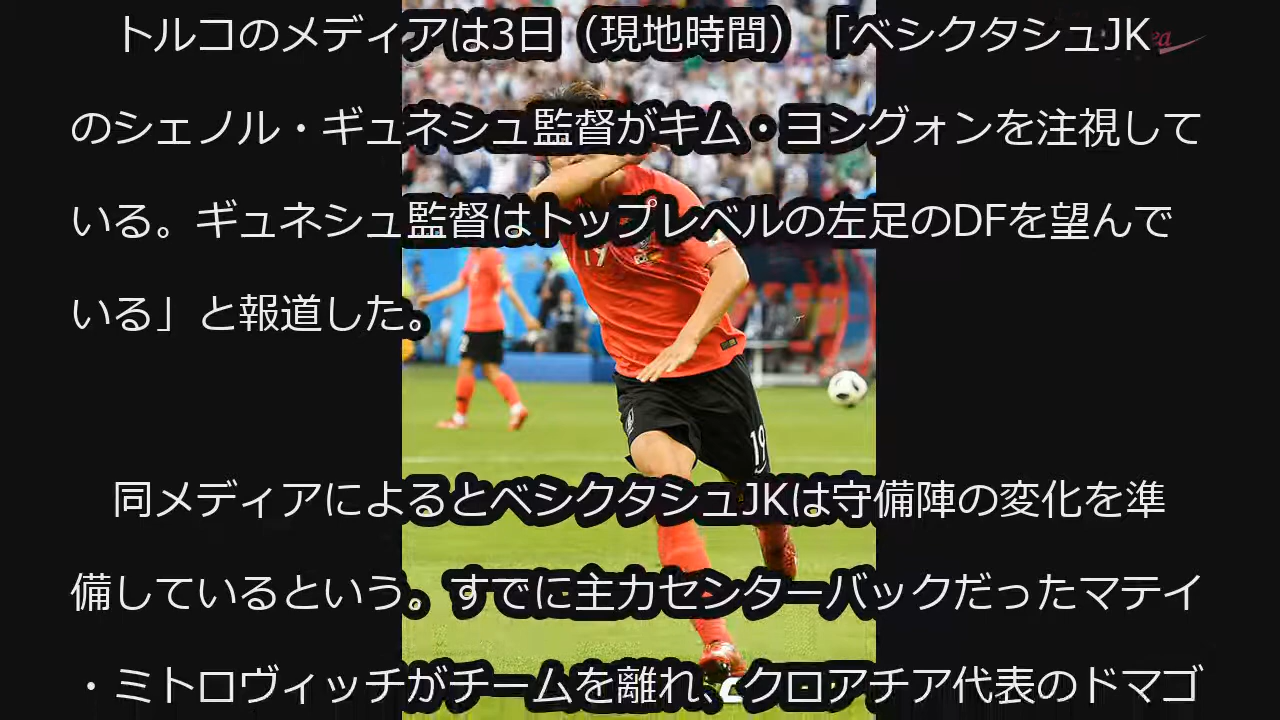 トルコのメディアは3日（現地時間）「ベシクタシュJK
のシェノル・ギュネシュ監督がキム・ヨングォンを注視して
いる。ギュネシュ監督はトップレベルの左足のDFを望んで
いる」と報道した。
同メディアによるとベシクタシュJKは守備陣の変化を準
備しているという。すでに主力センターバックだったマテイ
・ミトロヴィッチがチームを離れ、クロアチア代表のドマゴ
19
19